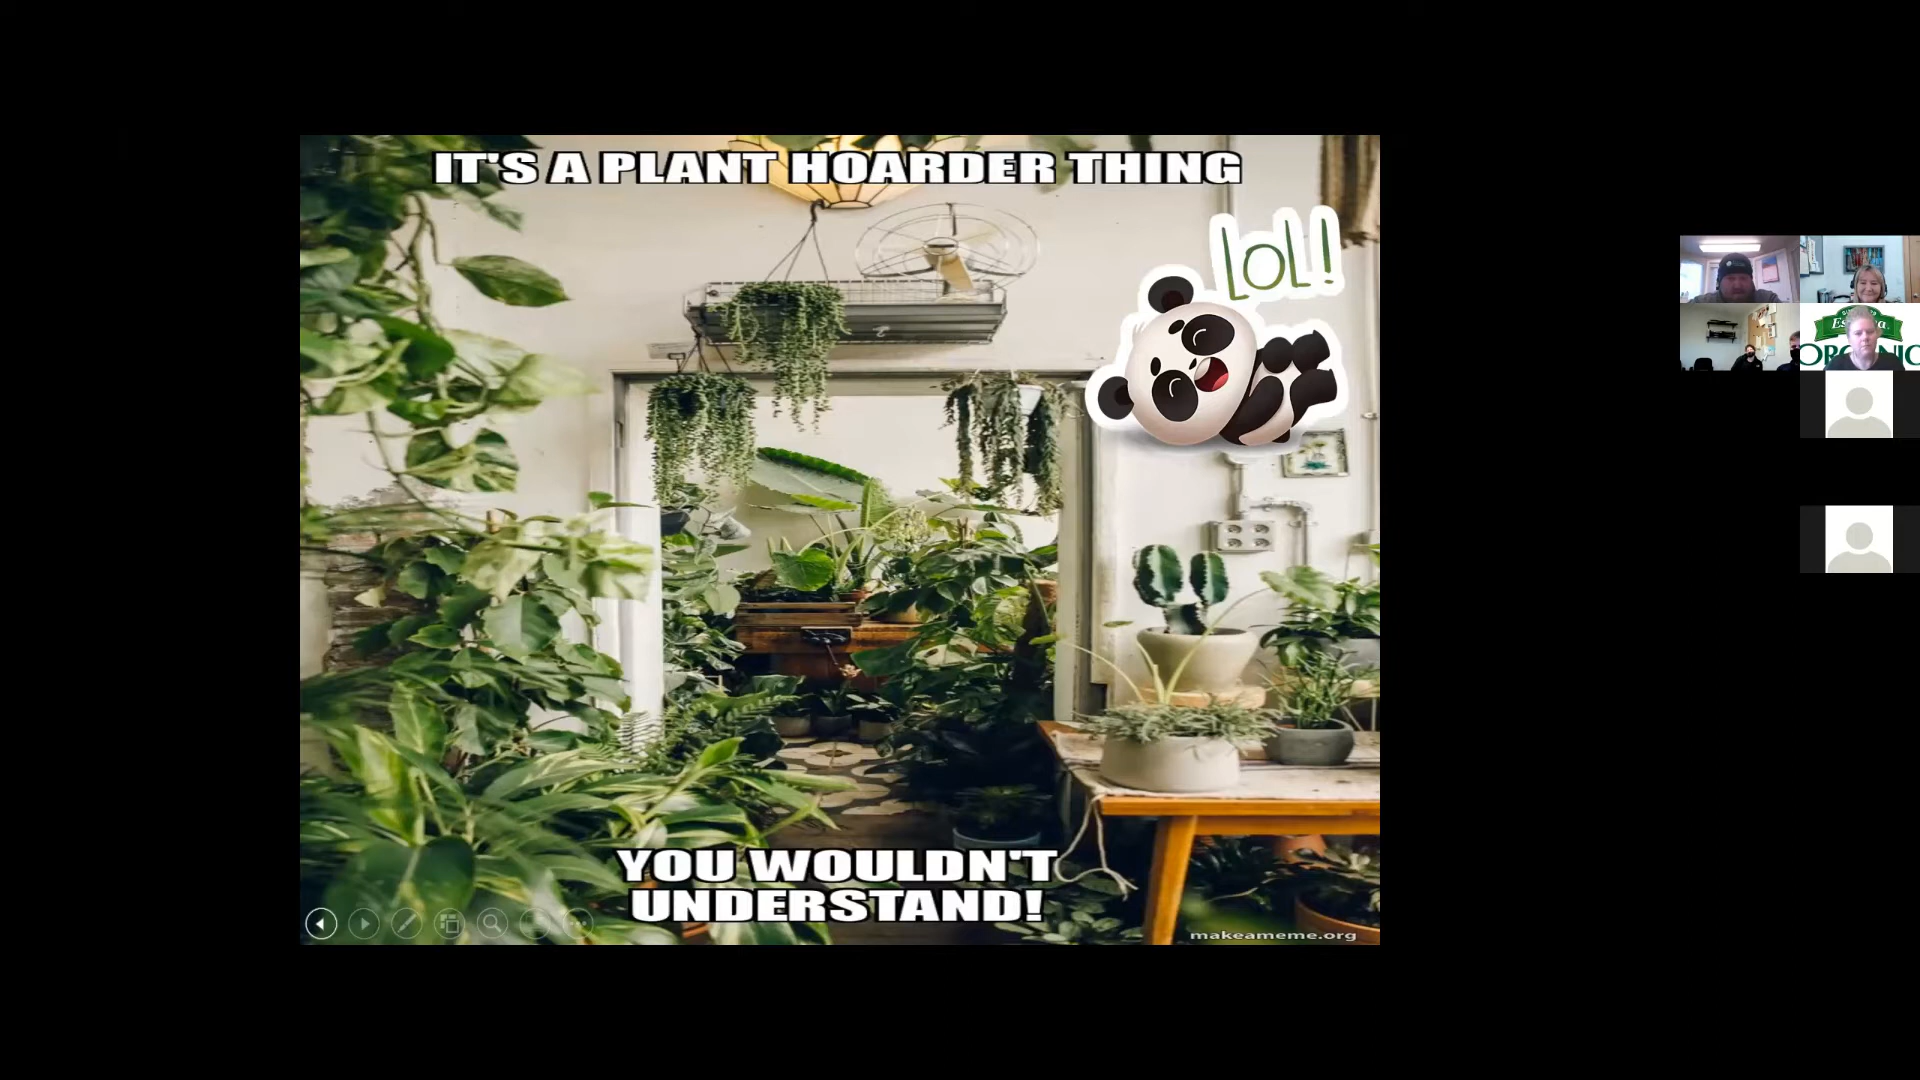 IT'S A PLANT HOARDER THING
LOL!
YOU WOULDN'T
UNDERSTAND!
makeameme.org